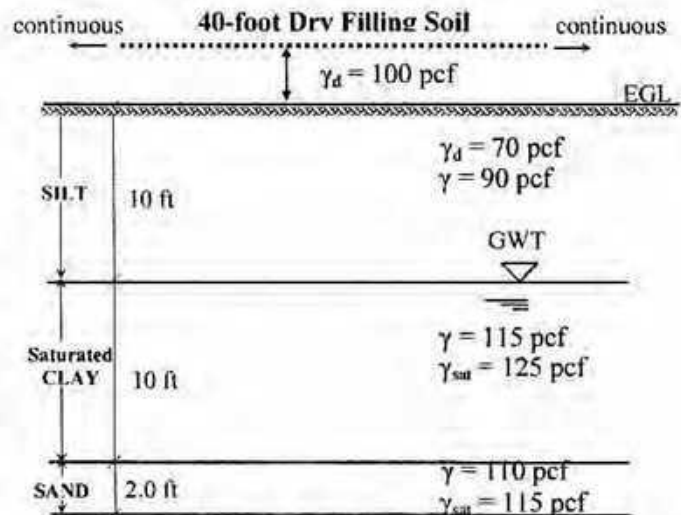 40-foot Dry Filling Soil
continuous continuous
γd = 100 pcf
EGL
γd = 70 pcf
SILT 10 ft γ = 90 pcf
GWT
γ = 115 pcf
Saturated
CLAY 10 ft γsat = 125 pcf
γ = 110 pcf
SAND 2.0 ft γsat = 115 pcf